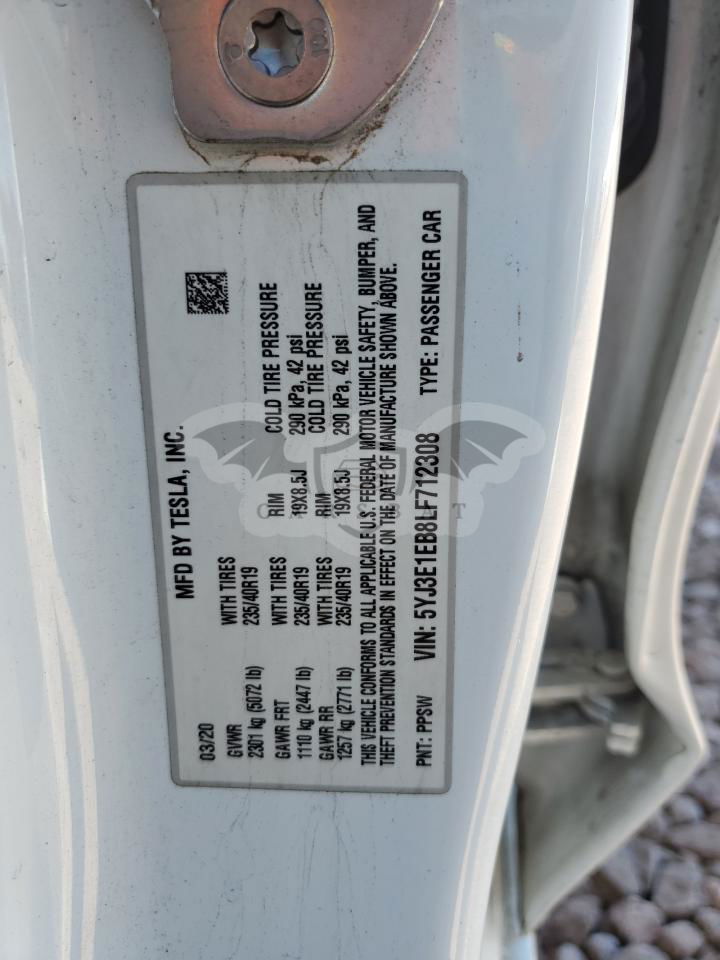 MFD BY TESLA, INC.
03/20
GVWR WITH TIRES RIM COLD TIRE PRESSURE
2301 kg (5072 lb) 235/40R19 19X8.5J 290 kPa, 42 psi
GAWR FRT WITH TIRES RIM COLD TIRE PRESSURE
1110 kg (2447 lb) 235/40R19 19X8.5J 290 kPa, 42 psi
GAWR RR
1257 kg (2771 lb) 235/40R19
THIS VEHICLE CONFORMS TO ALL APPLICABLE U.S. FEDERAL MOTOR VEHICLE SAFETY, BUMPER, AND
THEFT PREVENTION STANDARDS IN EFFECT ON THE DATE OF MANUFACTURE SHOWN ABOVE.
PNT: PPSW VIN: 5YJ3E1EB8LF712308 TYPE: PASSENGER CAR